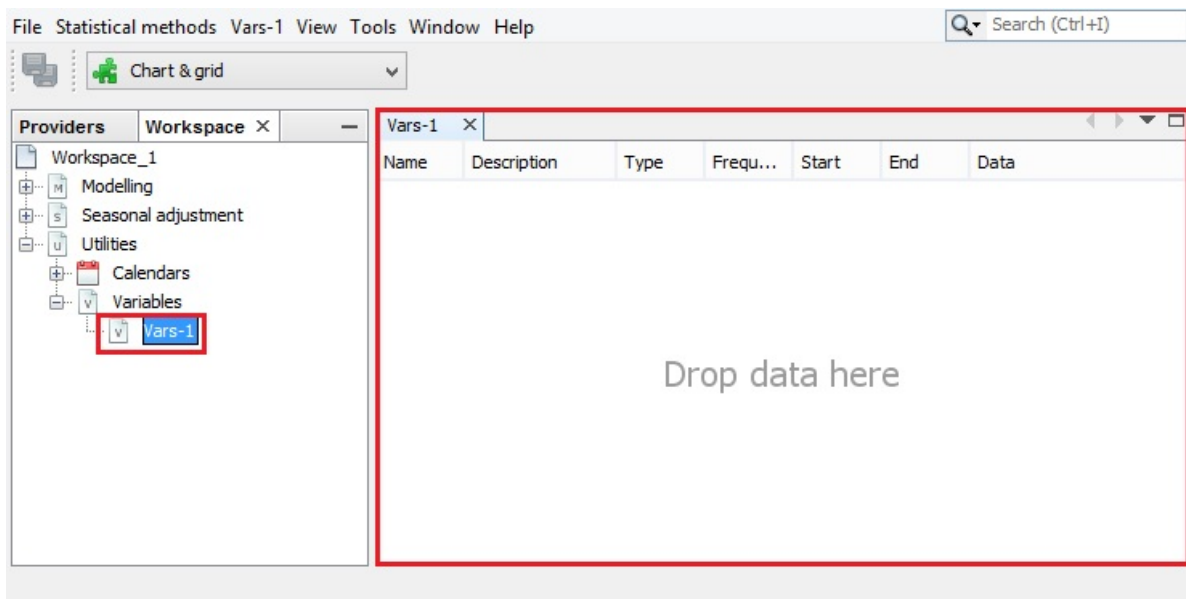 File Statistical methods Vars-1 View Tools Window Help
Search (Ctrl+I)
Chart & grid
Providers Workspace
Vars-1
Workspace_1
Name Description Type Frequ... Start End Data
M Modelling
S Seasonal adjustment
U Utilities
Calendars
V Variables
V Vars-1
Drop data here